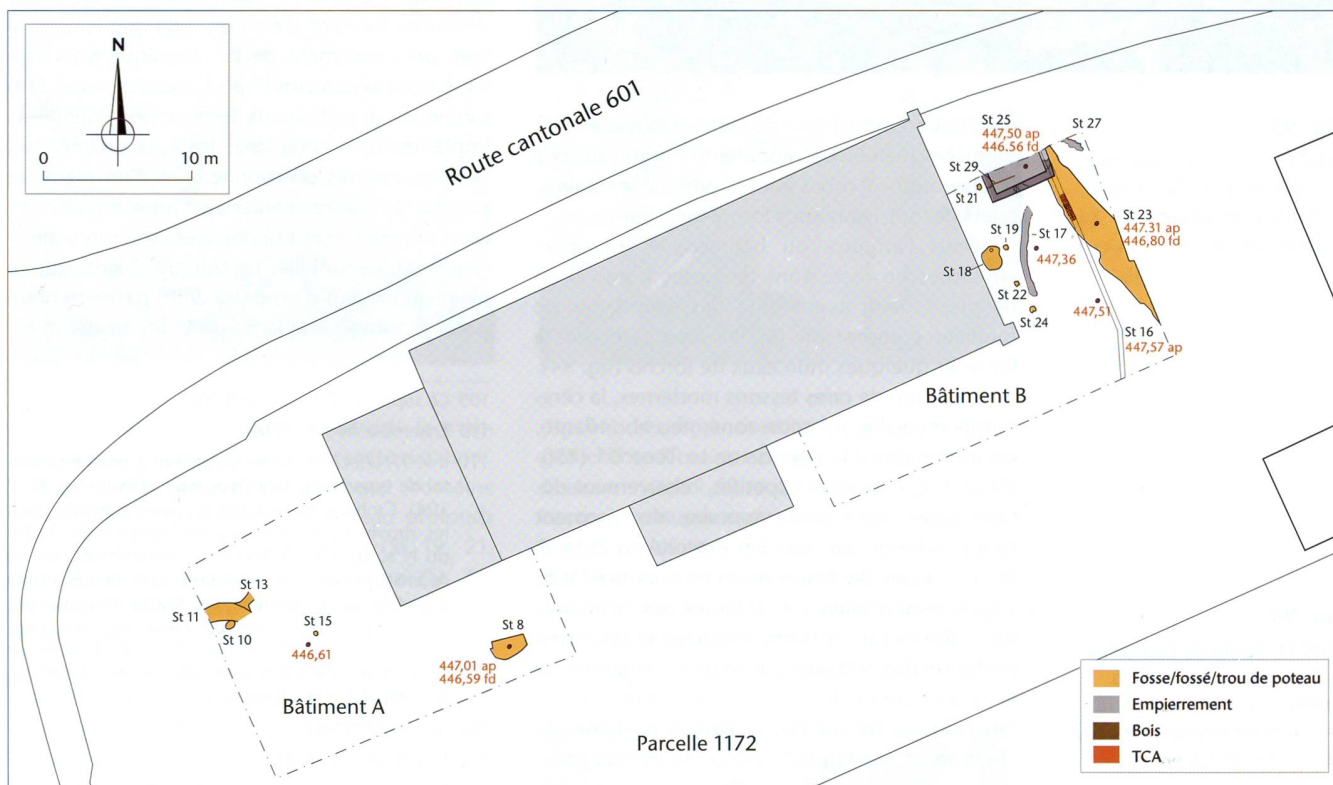 N
0 10 m
Route cantonale 601
St 25
447,50 ap
446.56 fd
St 27
St 29
St 21
St 23
447.31 ap
446,80 fd
St 19
St 17
447,36
St 18
St 22
447,51
St 24
St 16
447,57 ap
Bâtiment B
St 13
St 11
St 10
St 15
446,61
St 8
447,01 ap
446,59 fd
Bâtiment A
Parcelle 1172
Fosse/fossé/trou de poteau
Empierrement
Bois
TCA